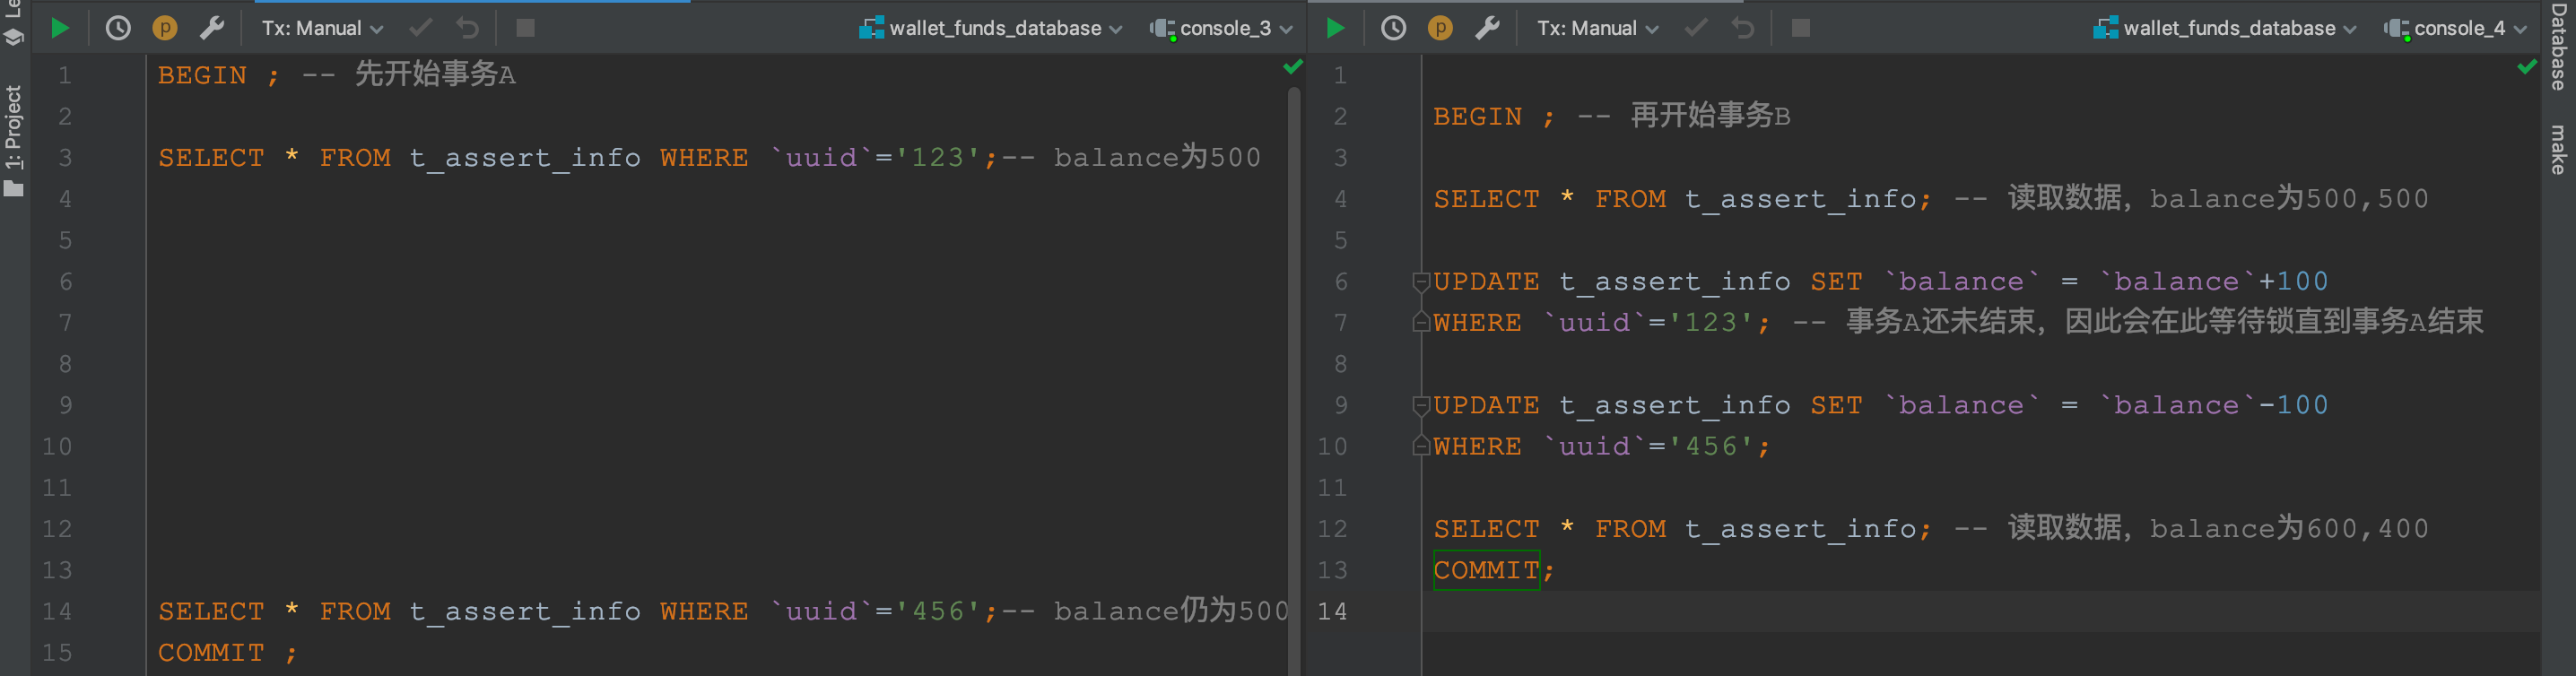 Tx: Manual
wallet_funds_database
console_3
1 BEGIN ; -- 先开始事务A
2
3 SELECT * FROM t_assert_info WHERE `uuid`='123';-- balance为500
4
5
6
7
8
9
10
11
12
13
14 SELECT * FROM t_assert_info WHERE `uuid`='456';-- balance仍为500
15 COMMIT ;
Tx: Manual
wallet_funds_database
console_4
1
2 BEGIN ; -- 再开始事务B
3
4 SELECT * FROM t_assert_info; -- 读取数据，balance为500,500
5
6 UPDATE t_assert_info SET `balance` = `balance`+100
7 WHERE `uuid`='123'; -- 事务A还未结束，因此会在此等待锁直到事务A结束
8
9 UPDATE t_assert_info SET `balance` = `balance`-100
10 WHERE `uuid`='456';
11
12 SELECT * FROM t_assert_info; -- 读取数据，balance为600,400
13 COMMIT;
14
1: Project
Database
make